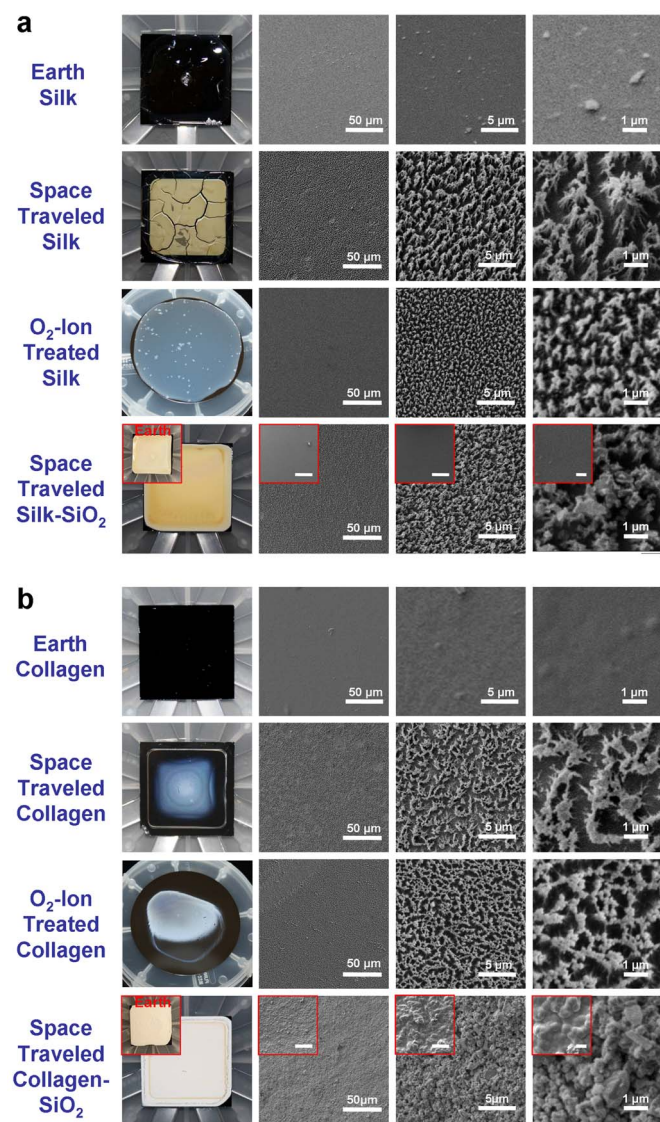 a
Earth
Silk
50 µm
5 µm
1 µm
Space
Traveled
Silk
50 µm
5 µm
1 µm
O₂-Ion
Treated
Silk
50 µm
5 µm
1 µm
Space
Traveled
Silk-SiO₂
Earth
50 µm
5 µm
1 µm
b
Earth
Collagen
50 µm
5 µm
1 µm
Space
Traveled
Collagen
50 µm
5 µm
1 µm
O₂-Ion
Treated
Collagen
50 µm
5 µm
1 µm
Space
Traveled
Collagen-
SiO₂
Earth
50µm
5µm
1 µm